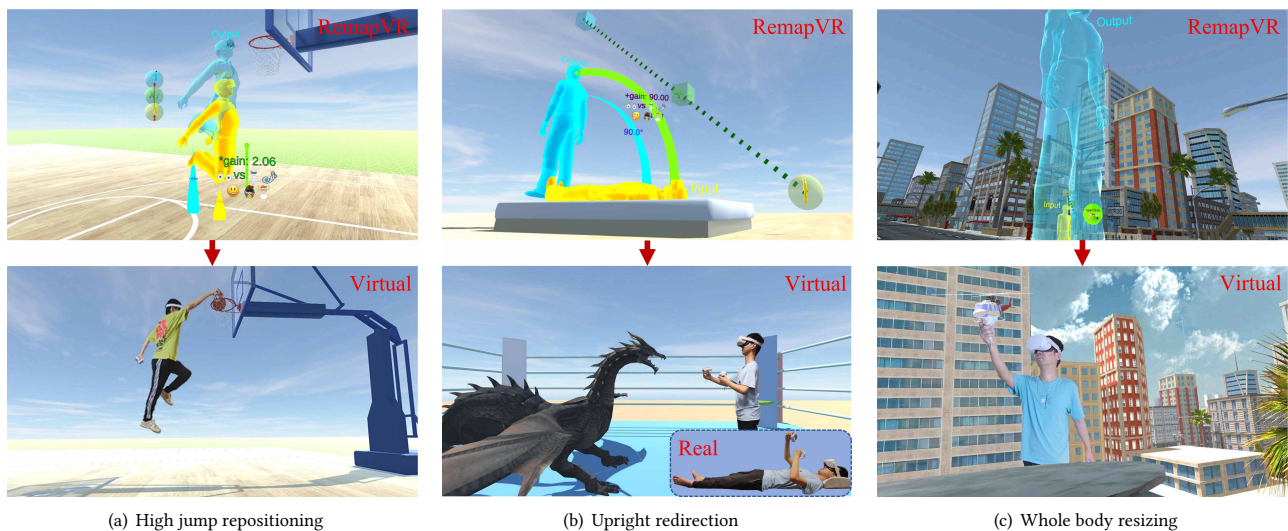 RemapVR
Output
*gain: 2.06
vs
RemapVR
Output
+gain: 90.00
vs
90.0°
Input
RemapVR
Output
Input
Virtual
Virtual
Real
Virtual
(a) High jump repositioning
(b) Upright redirection
(c) Whole body resizing